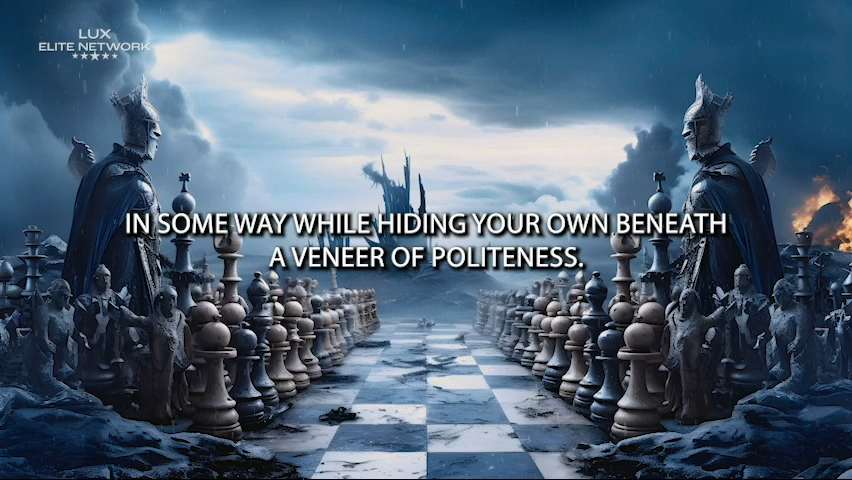 LUX
ELITE NETWORK
IN SOME WAY WHILE HIDING YOUR OWN BENEATH
A VENEER OF POLITENESS.